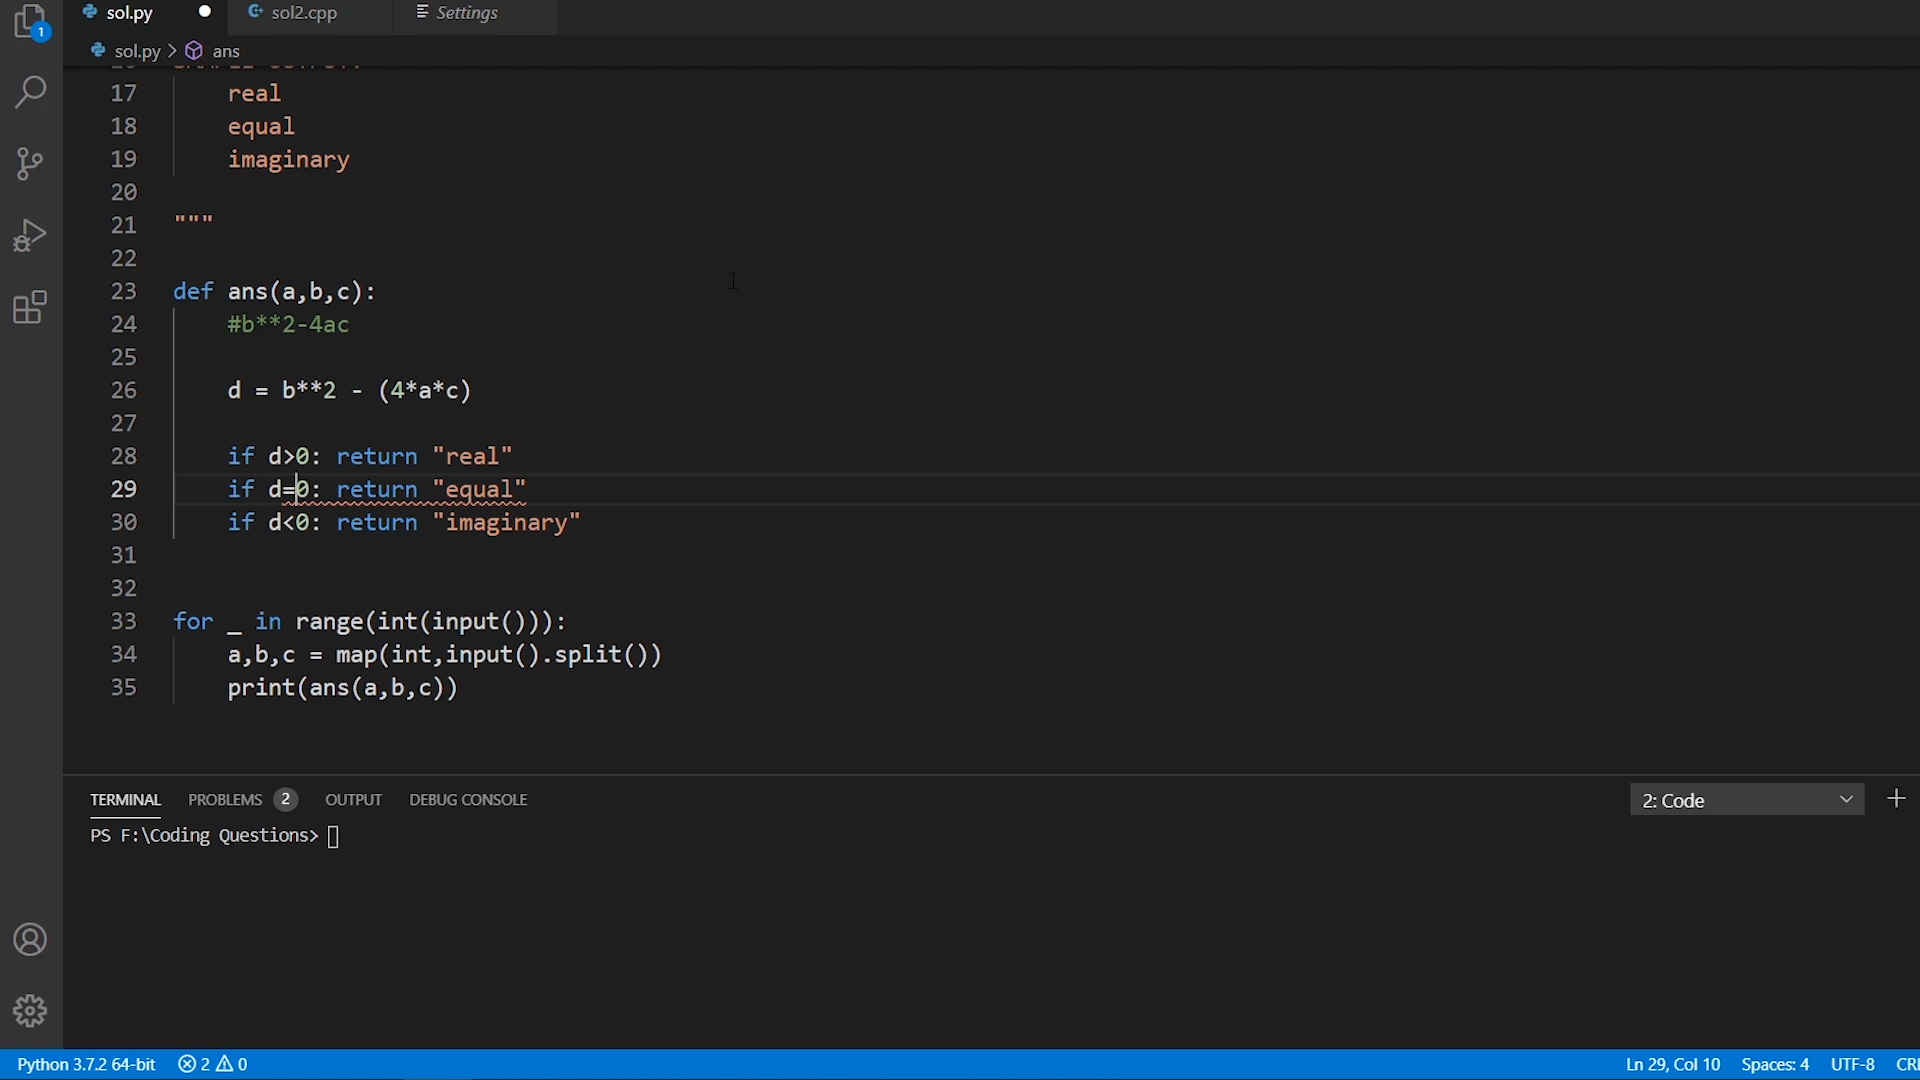 1
sol.py
sol2.cpp
Settings
sol.py > ans
17 real
18 equal
19 imaginary
20
21 """
22
23 def ans(a,b,c):
24 #b**2-4ac
25
26 d = b**2 - (4*a*c)
27
28 if d>0: return "real"
29 if d=0: return "equal"
30 if d<0: return "imaginary"
31
32
33 for _ in range(int(input())):
34 a,b,c = map(int,input().split())
35 print(ans(a,b,c))
TERMINAL PROBLEMS 2 OUTPUT DEBUG CONSOLE 2: Code
PS F:\Coding Questions>
Python 3.7.2 64-bit 2 0 Ln 29, Col 10 Spaces: 4 UTF-8